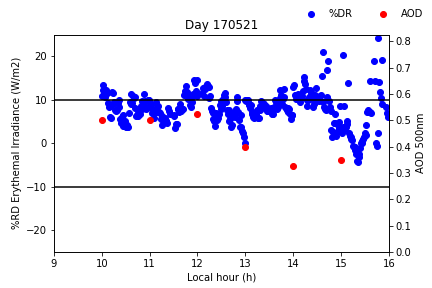 %DR AOD
Day 170521
%RD Erythermal Irradiance (W/m2)
20
10
0
−10
−20
0.8
0.7
0.6
0.5
0.4
0.3
0.2
0.1
0.0
AOD 500nm
9 10 11 12 13 14 15 16
Local hour (h)